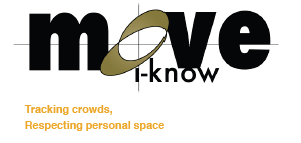 move
i-know
Tracking crowds,
Respecting personal space